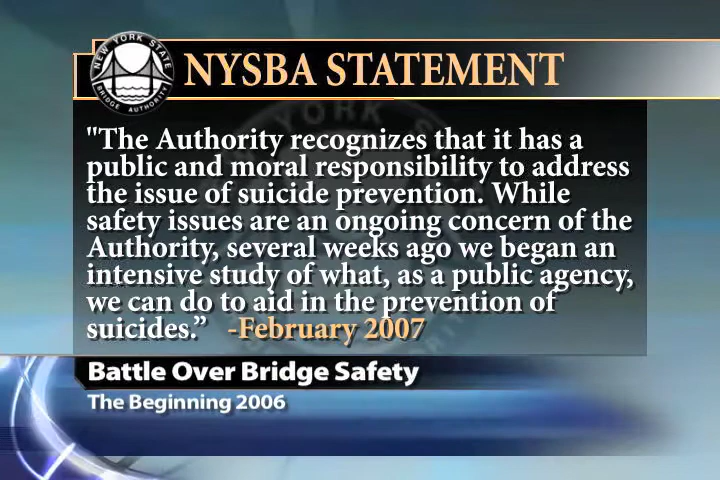 NEW YORK STATE
BRIDGE AUTHORITY
NYSBA STATEMENT
"The Authority recognizes that it has a
public and moral responsibility to address
the issue of suicide prevention. While
safety issues are an ongoing concern of the
Authority, several weeks ago we began an
intensive study of what, as a public agency,
we can do to aid in the prevention of
suicides.” -February 2007
Battle Over Bridge Safety
The Beginning 2006